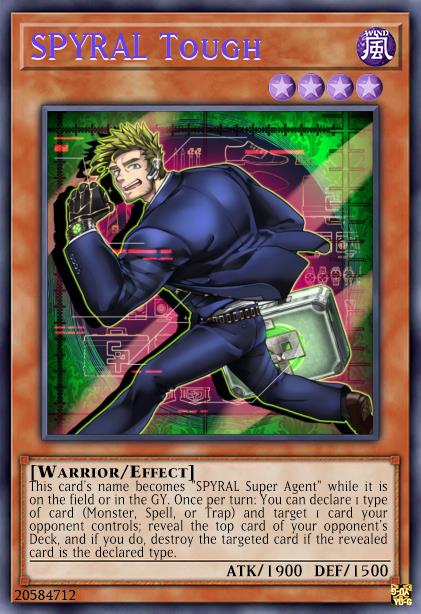 SPYRAL Tough
WIND
風
[Warrior/Effect]
This card's name becomes "SPYRAL Super Agent" while it is
on the field or in the GY. Once per turn: You can declare 1 type
of card (Monster, Spell, or Trap) and target 1 card your
opponent controls; reveal the top card of your opponent's
Deck, and if you do, destroy the targeted card if the revealed
card is the declared type.
ATK/1900 DEF/1500
20584712